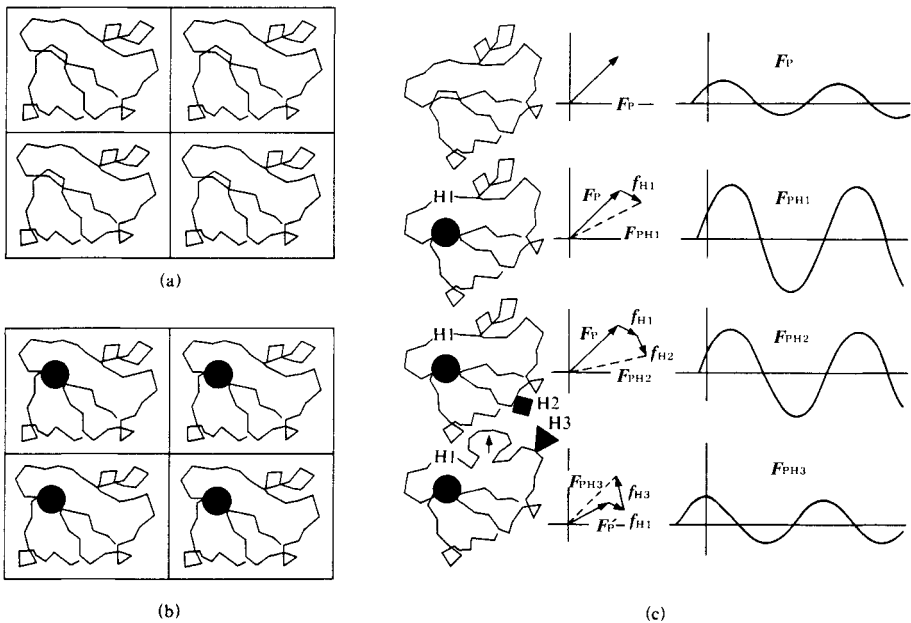 (a)
(b)
F_P
F_P
H1
F_P
f_H1
F_PH1
F_PH1
H1
F_P
f_H1
f_H2
F_PH2
F_PH2
H2
H3
H1
F_PH3
f_H3
F_P′
f_H1
F_PH3
(c)